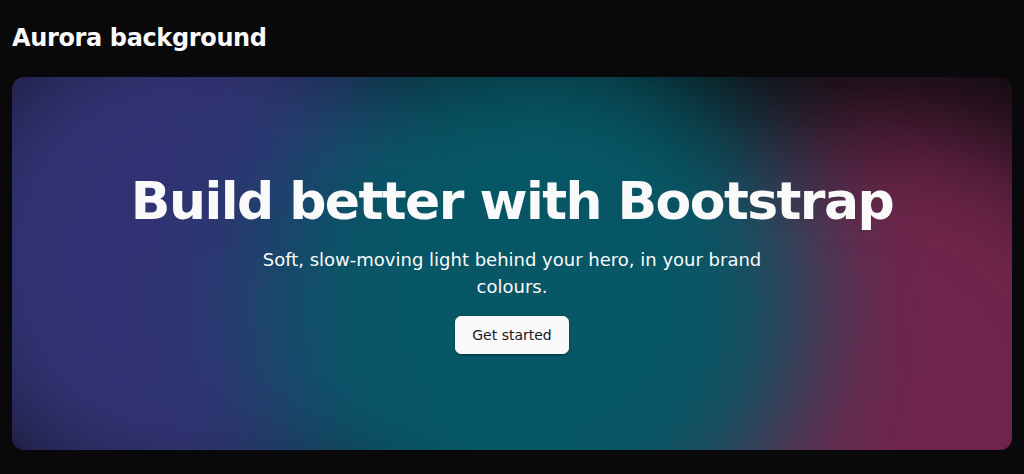 Aurora background
Build better with Bootstrap
Soft, slow-moving light behind your hero, in your brand
colours.
Get started